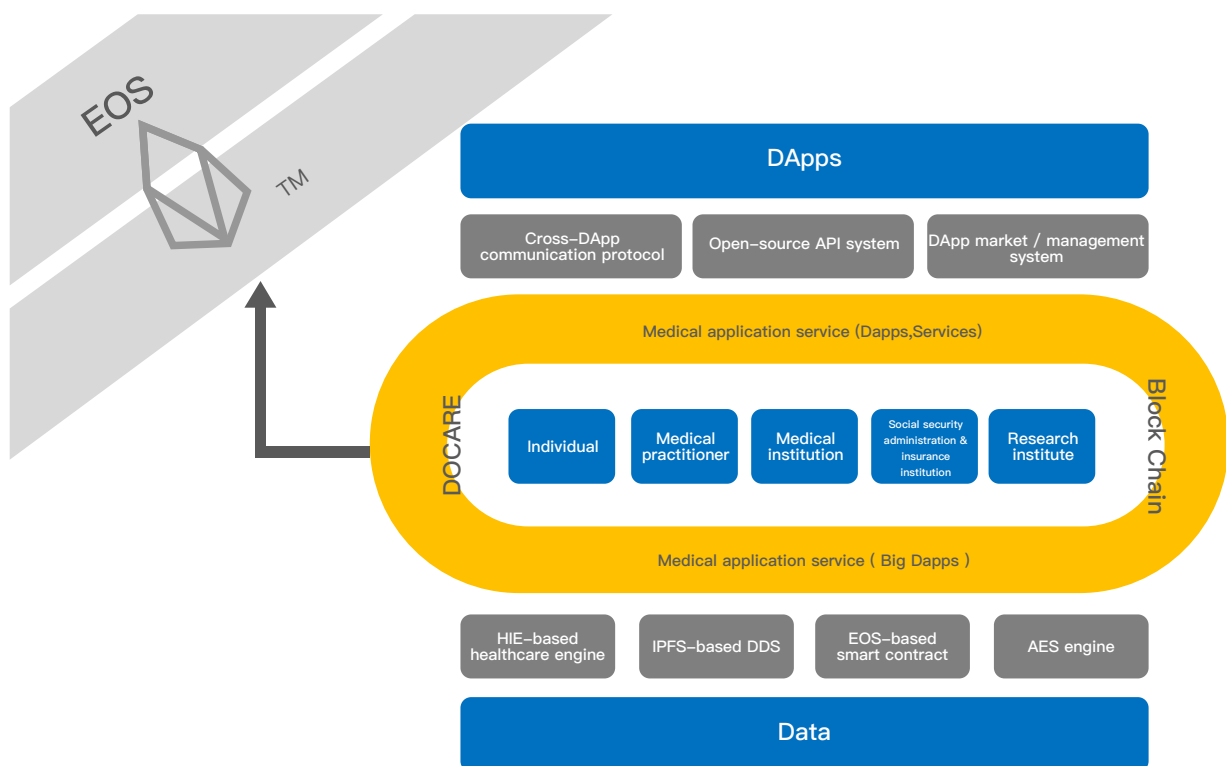 EOS
TM
DApps
Cross-DApp
communication protocol
Open-source API system
DApp market / management
system
Medical application service (Dapps,Services)
DOCARE
Individual
Medical
practitioner
Medical
institution
Social security
administration &
insurance
institution
Research
institute
Block Chain
Medical application service ( Big Dapps )
HIE-based
healthcare engine
IPFS-based DDS
EOS-based
smart contract
AES engine
Data